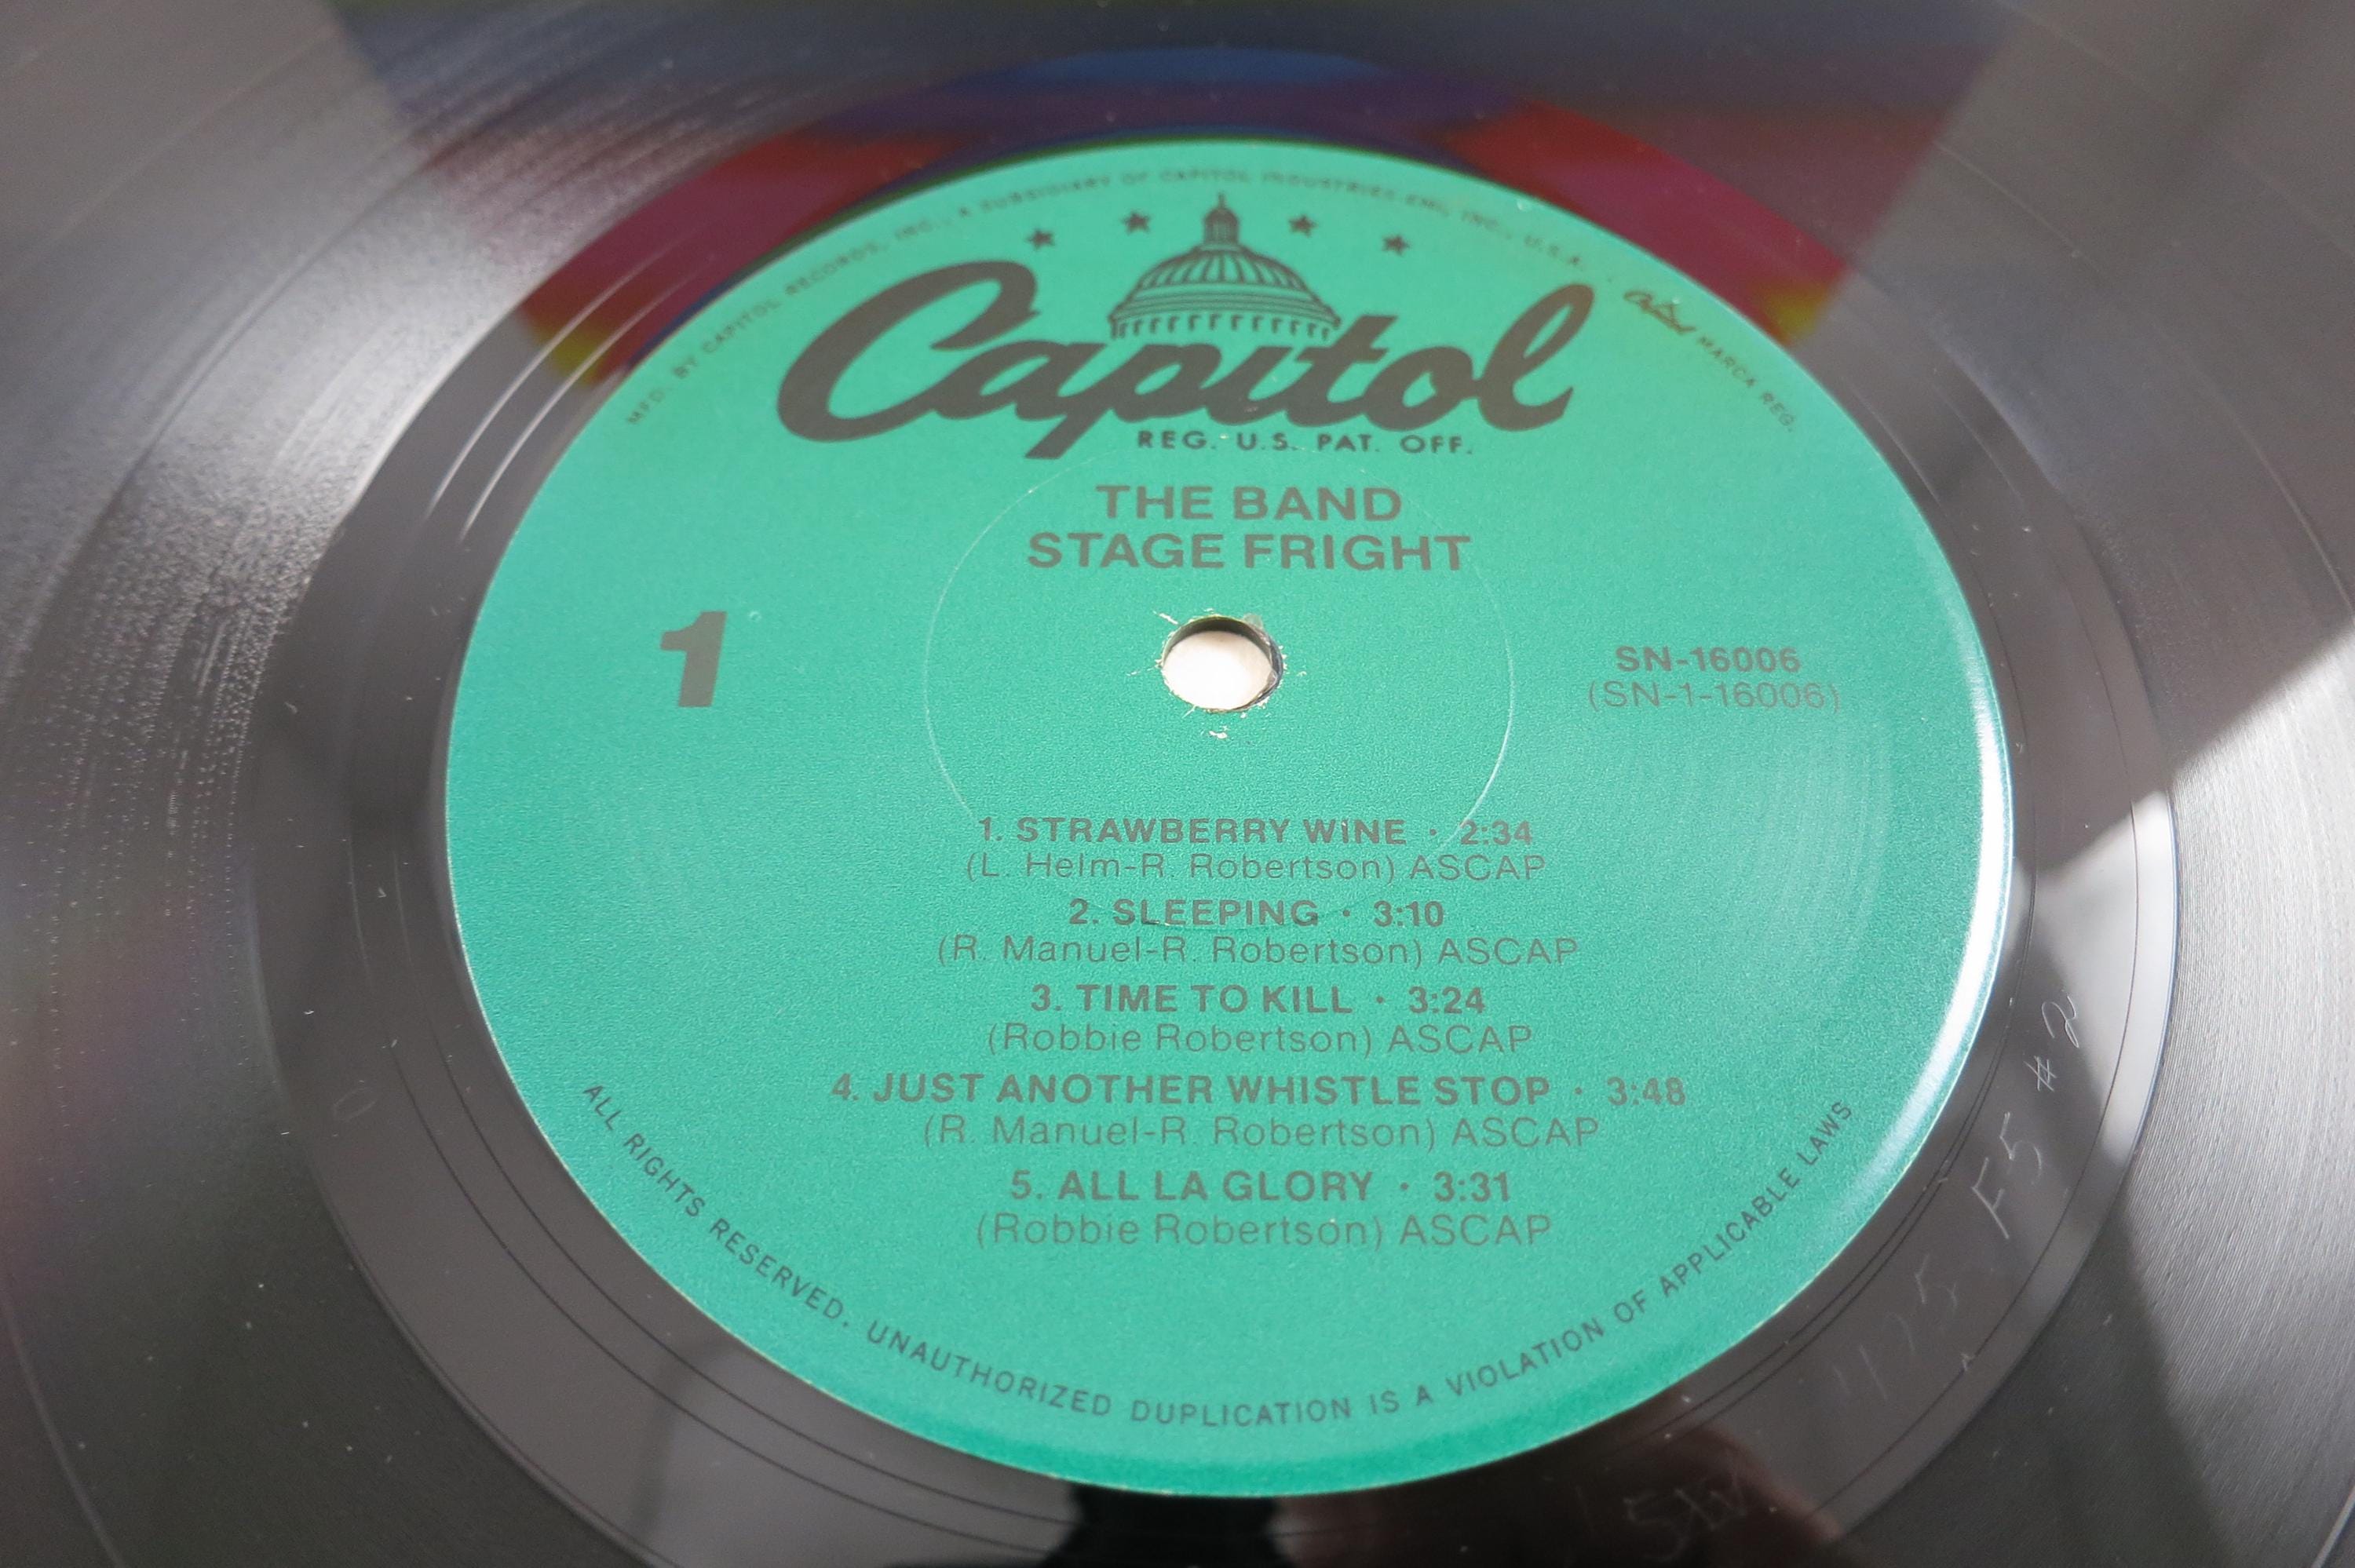 MFD. BY CAPITOL RECORDS, INC., A SUBSIDIARY OF CAPITOL INDUSTRIES-EMI, INC., U.S.A. · Capitol MARCA REG.
Capitol
REG. U.S. PAT. OFF.
THE BAND
STAGE FRIGHT
1
SN-16006
(SN-1-16006)
1. STRAWBERRY WINE · 2:34
(L. Helm-R. Robertson) ASCAP
2. SLEEPING · 3:10
(R. Manuel-R. Robertson) ASCAP
3. TIME TO KILL · 3:24
(Robbie Robertson) ASCAP
4. JUST ANOTHER WHISTLE STOP · 3:48
(R. Manuel-R. Robertson) ASCAP
5. ALL LA GLORY · 3:31
(Robbie Robertson) ASCAP
ALL RIGHTS RESERVED. UNAUTHORIZED DUPLICATION IS A VIOLATION OF APPLICABLE LAWS
F5 #2